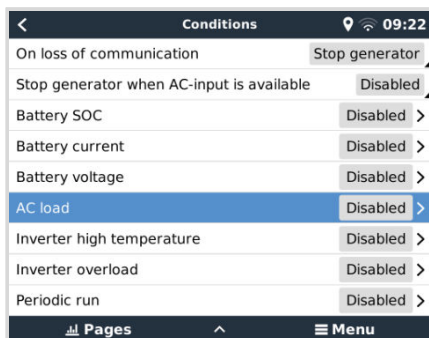 Conditions 09:22
On loss of communication Stop generator
Stop generator when AC-input is available Disabled
Battery SOC Disabled
Battery current Disabled
Battery voltage Disabled
AC load Disabled
Inverter high temperature Disabled
Inverter overload Disabled
Periodic run Disabled
Pages Menu